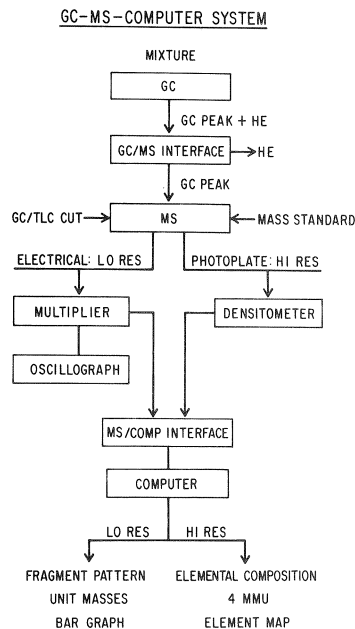 GC-MS-COMPUTER SYSTEM
MIXTURE
GC
GC PEAK + HE
GC/MS INTERFACE
HE
GC PEAK
GC/TLC CUT
MS
MASS STANDARD
ELECTRICAL: LO RES
PHOTOPLATE: HI RES
MULTIPLIER
DENSITOMETER
OSCILLOGRAPH
MS/COMP INTERFACE
COMPUTER
LO RES
HI RES
FRAGMENT PATTERN
ELEMENTAL COMPOSITION
UNIT MASSES
4 MMU
BAR GRAPH
ELEMENT MAP